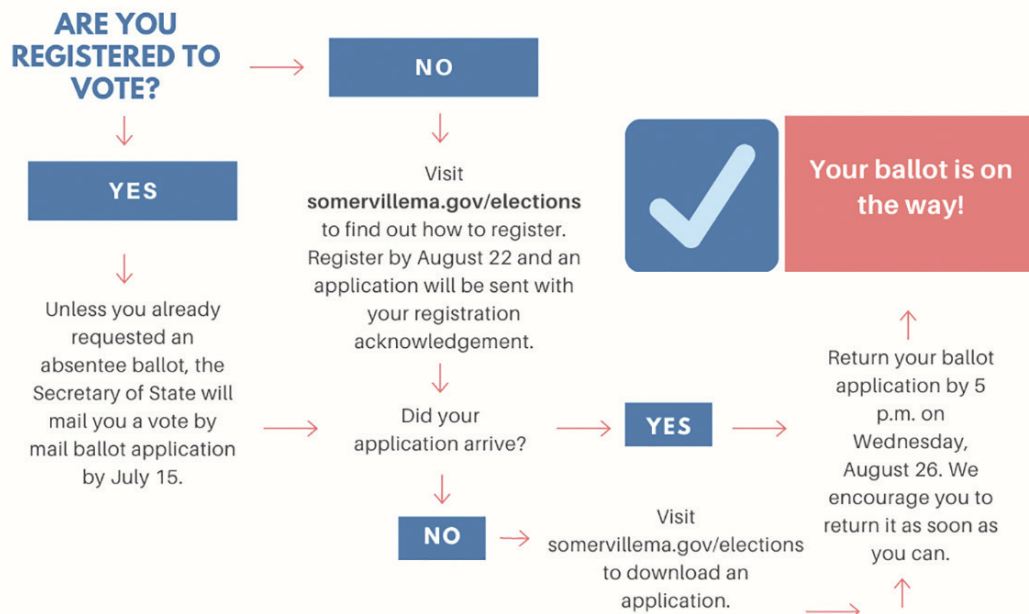 ARE YOU
REGISTERED TO
VOTE?
NO
YES
Visit
somervillema.gov/elections
to find out how to register.
Register by August 22 and an
application will be sent with
your registration
acknowledgement.
Unless you already
requested an
absentee ballot, the
Secretary of State will
mail you a vote by
mail ballot application
by July 15.
Did your
application arrive?
YES
NO
Visit
somervillema.gov/elections
to download an
application.
Return your ballot
application by 5
p.m. on
Wednesday,
August 26. We
encourage you to
return it as soon as
you can.
Your ballot is on
the way!